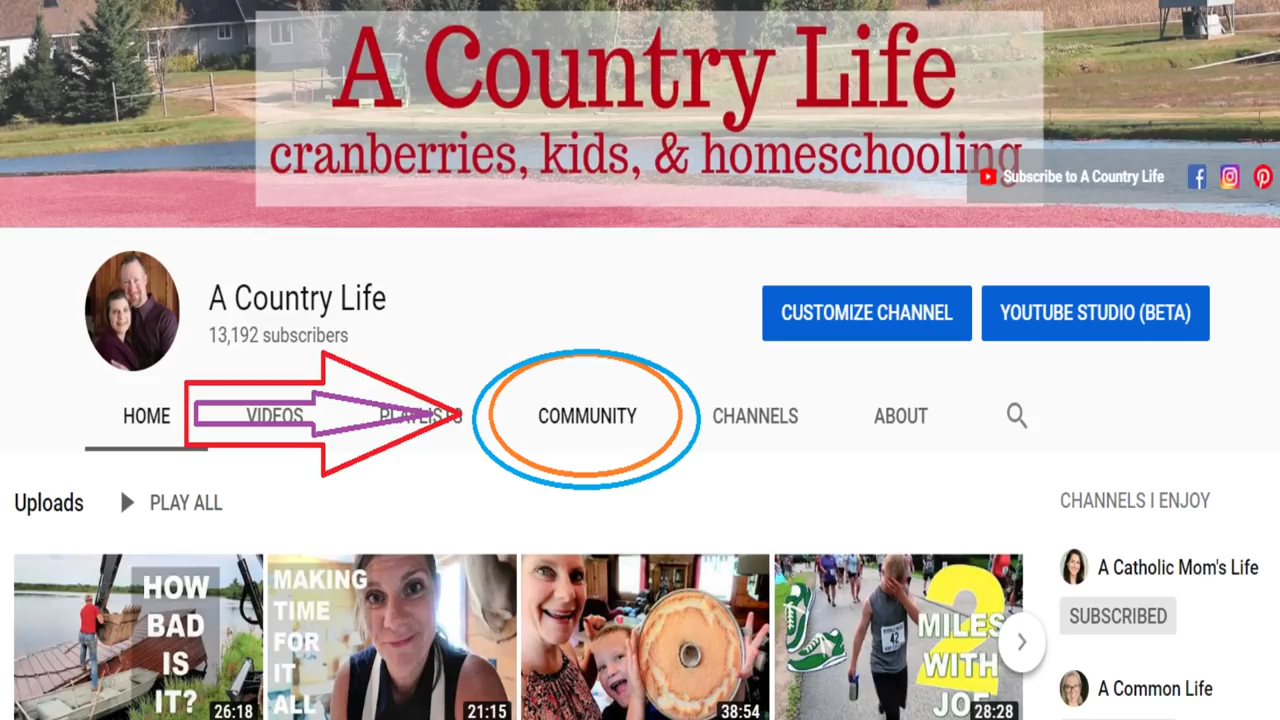 A Country Life
cranberries, kids, & homeschooling
Subscribe to A Country Life
A Country Life
13,192 subscribers
CUSTOMIZE CHANNEL
YOUTUBE STUDIO (BETA)
HOME VIDEOS PLAYLISTS COMMUNITY CHANNELS ABOUT
Uploads PLAY ALL
CHANNELS I ENJOY
HOW
BAD
IS
IT?
26:18
MAKING
TIME
FOR
IT
ALL
21:15
38:54
2
MILES
WITH
JOE
42
28:28
A Catholic Mom's Life
SUBSCRIBED
A Common Life